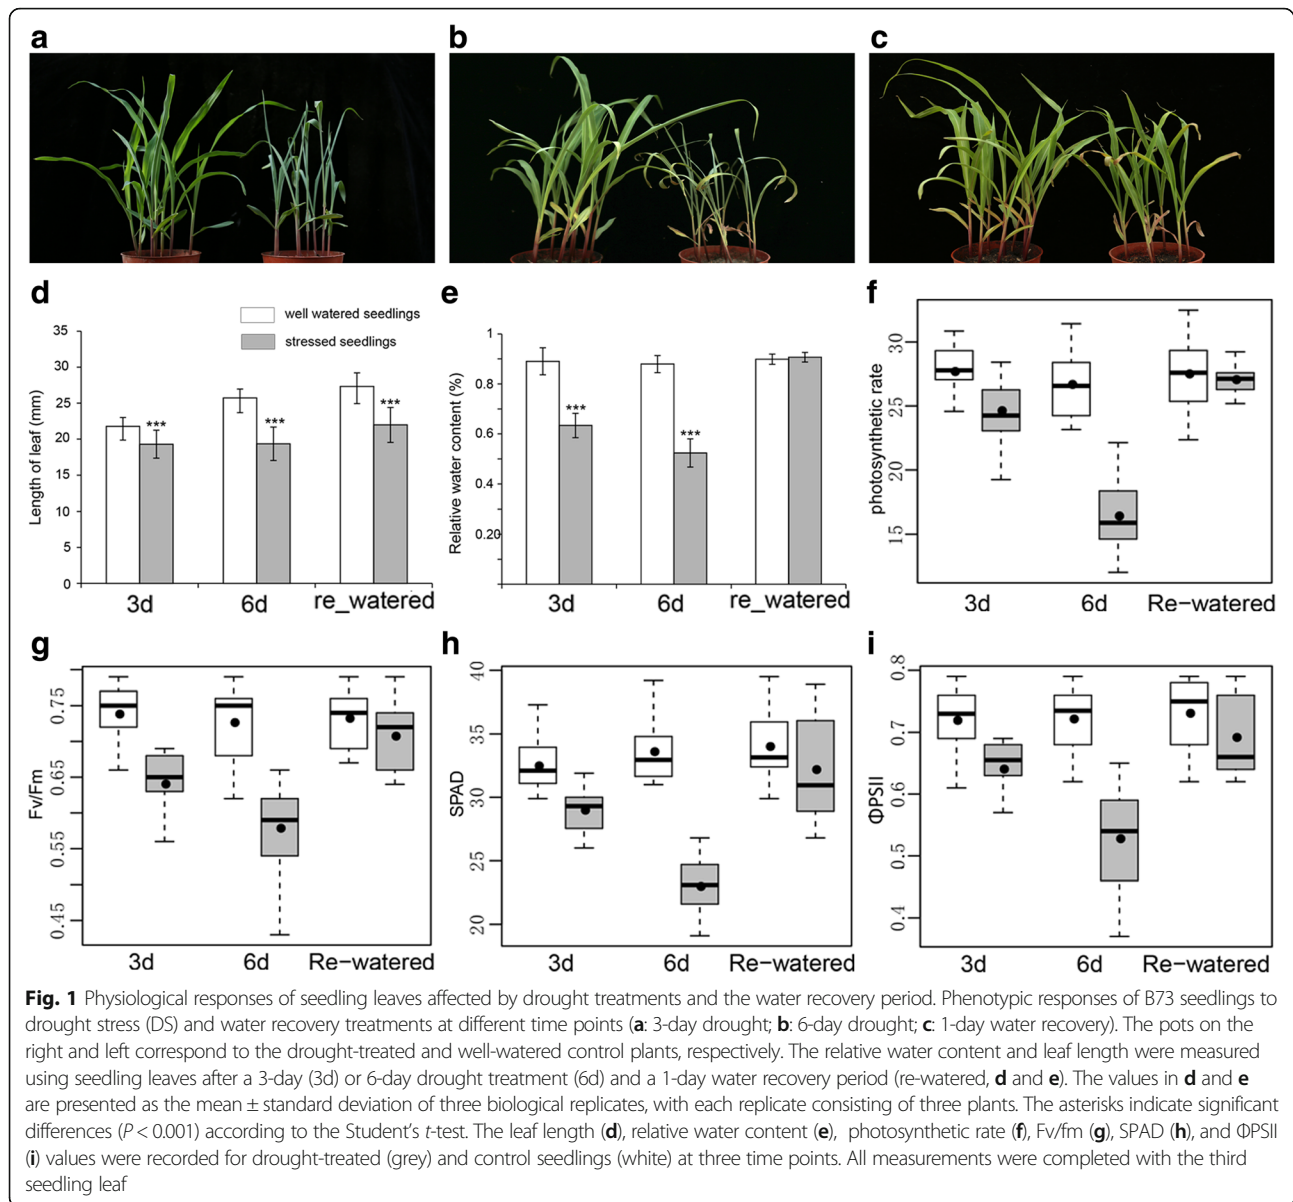 a
b
c
d
well watered seedlings
stressed seedlings
Length of leaf (mm)
35
30
25
20
15
10
5
0
***
***
***
3d
6d
re_watered
e
Relative water content (%)
1
0.8
0.6
0.4
0.20
***
***
3d
6d
re_watered
f
photosynthetic rate
30
25
20
15
3d
6d
Re-watered
g
Fv/Fm
0.75
0.65
0.55
0.45
3d
6d
Re-watered
h
SPAD
40
35
30
25
20
3d
6d
Re-watered
i
ΦPSII
0.8
0.7
0.6
0.5
0.4
3d
6d
Re-watered
Fig. 1 Physiological responses of seedling leaves affected by drought treatments and the water recovery period. Phenotypic responses of B73 seedlings to
drought stress (DS) and water recovery treatments at different time points (a: 3-day drought; b: 6-day drought; c: 1-day water recovery). The pots on the
right and left correspond to the drought-treated and well-watered control plants, respectively. The relative water content and leaf length were measured
using seedling leaves after a 3-day (3d) or 6-day drought treatment (6d) and a 1-day water recovery period (re-watered, d and e). The values in d and e
are presented as the mean ± standard deviation of three biological replicates, with each replicate consisting of three plants. The asterisks indicate significant
differences (P < 0.001) according to the Student's t-test. The leaf length (d), relative water content (e), photosynthetic rate (f), Fv/fm (g), SPAD (h), and ΦPSII
(i) values were recorded for drought-treated (grey) and control seedlings (white) at three time points. All measurements were completed with the third
seedling leaf